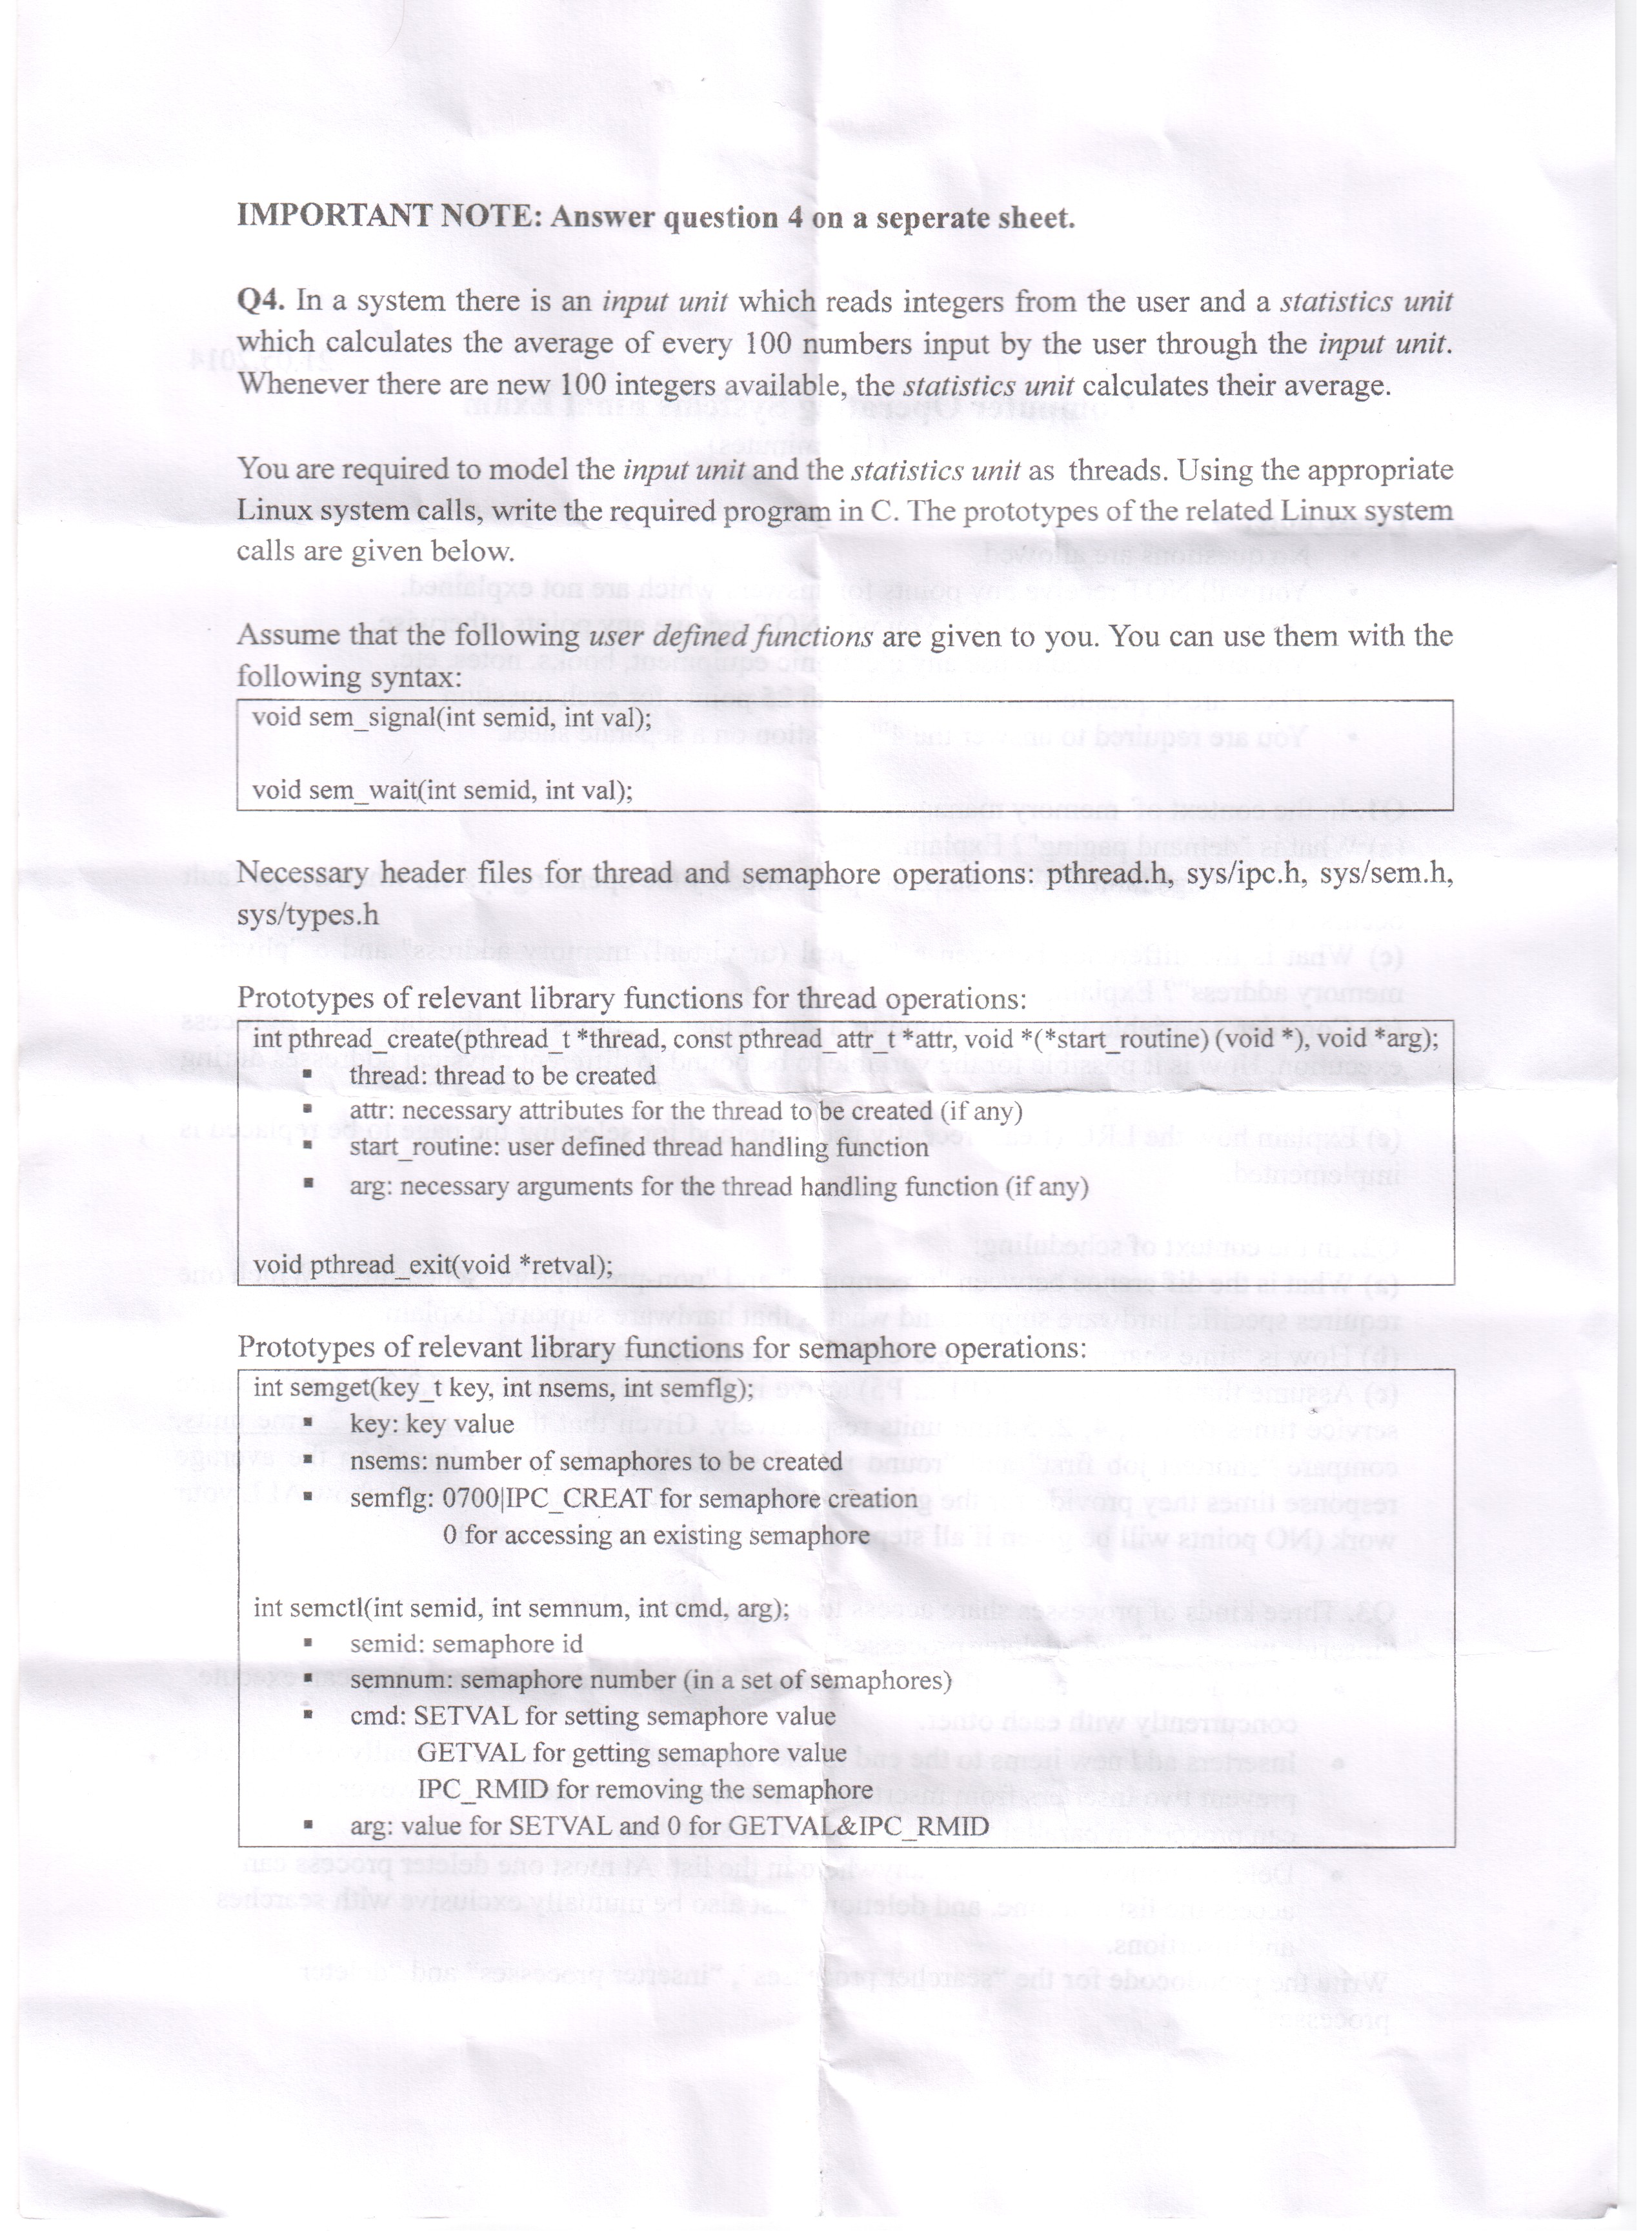 IMPORTANT NOTE: Answer question 4 on a seperate sheet.
Q4. In a system there is an input unit which reads integers from the user and a statistics unit
which calculates the average of every 100 numbers input by the user through the input unit.
Whenever there are new 100 integers available, the statistics unit calculates their average.
You are required to model the input unit and the statistics unit as threads. Using the appropriate
Linux system calls, write the required program in C. The prototypes of the related Linux system
calls are given below.
Assume that the following user defined functions are given to you. You can use them with the
following syntax:
void sem_signal(int semid, int val);
void sem_wait(int semid, int val);
Necessary header files for thread and semaphore operations: pthread.h, sys/ipc.h, sys/sem.h,
sys/types.h
Prototypes of relevant library functions for thread operations:
int pthread_create(pthread_t *thread, const pthread_attr_t *attr, void *(*start_routine) (void *), void *arg);
▪ thread: thread to be created
▪ attr: necessary attributes for the thread to be created (if any)
▪ start_routine: user defined thread handling function
▪ arg: necessary arguments for the thread handling function (if any)
void pthread_exit(void *retval);
Prototypes of relevant library functions for semaphore operations:
int semget(key_t key, int nsems, int semflg);
▪ key: key value
▪ nsems: number of semaphores to be created
▪ semflg: 0700|IPC_CREAT for semaphore creation
0 for accessing an existing semaphore
int semctl(int semid, int semnum, int cmd, arg);
▪ semid: semaphore id
▪ semnum: semaphore number (in a set of semaphores)
▪ cmd: SETVAL for setting semaphore value
GETVAL for getting semaphore value
IPC_RMID for removing the semaphore
▪ arg: value for SETVAL and 0 for GETVAL&IPC_RMID